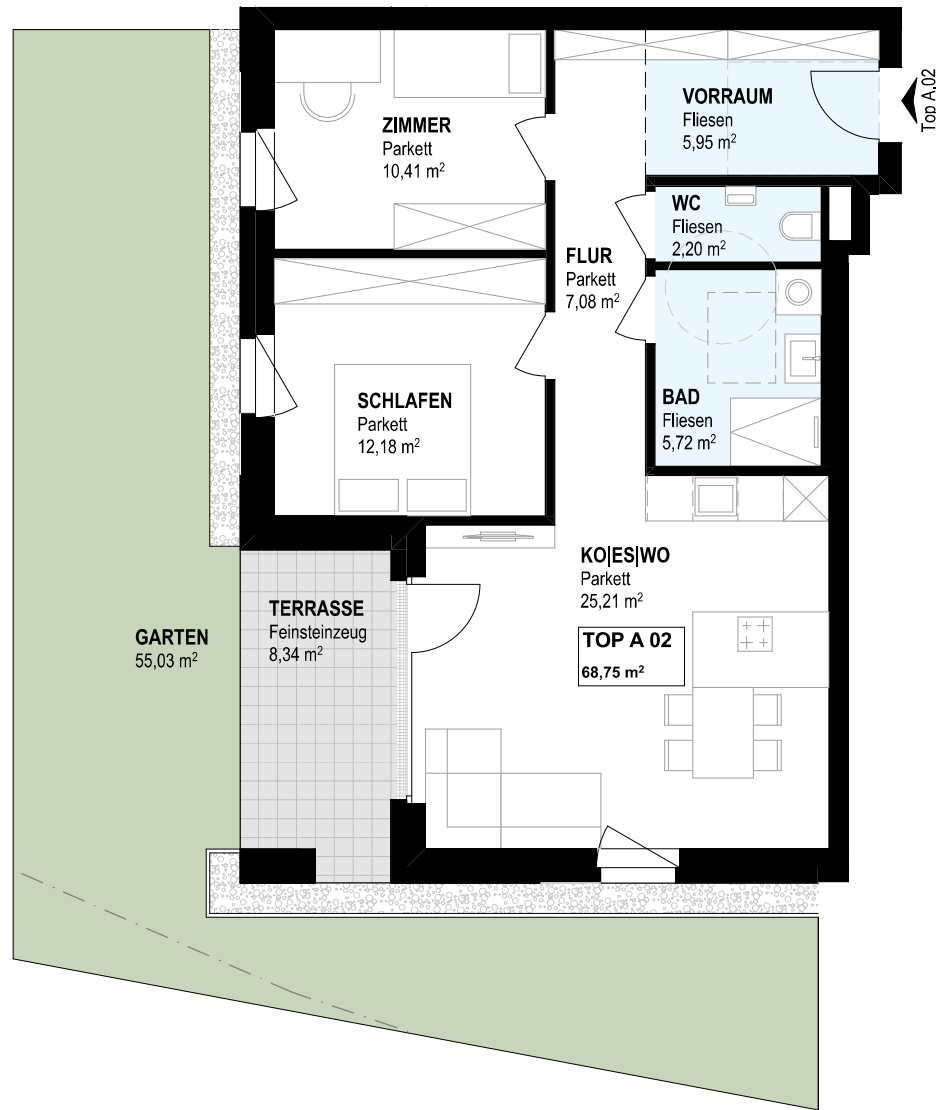 VORRAUM
Fliesen
5,95 m²
Top A.02
ZIMMER
Parkett
10,41 m²
WC
Fliesen
2,20 m²
FLUR
Parkett
7,08 m²
SCHLAFEN
Parkett
12,18 m²
BAD
Fliesen
5,72 m²
KO|ES|WO
Parkett
25,21 m²
TOP A 02
68,75 m²
TERRASSE
Feinsteinzeug
8,34 m²
GARTEN
55,03 m²